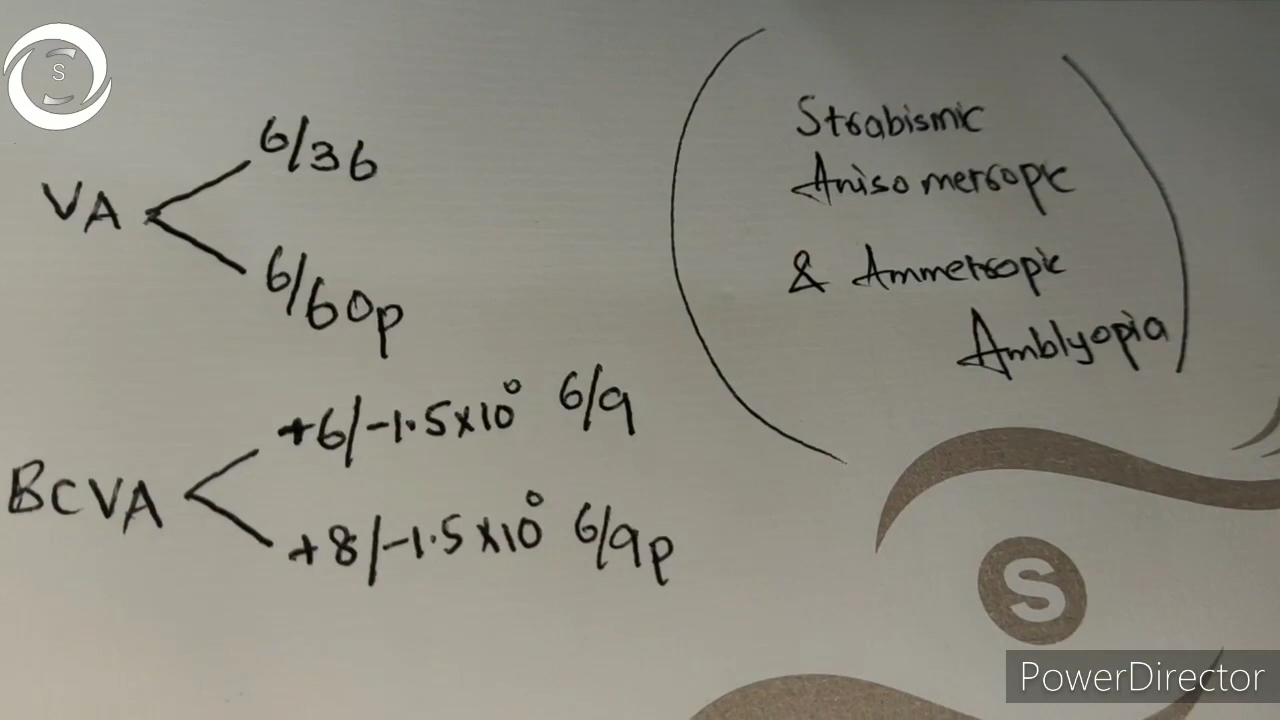 S
VA
6/36
6/60p
BCVA
+6/-1.5x10° 6/9
+8/-1.5x10° 6/9p
Strabismic
Anisometropic
& Ammetropic
Amblyopia
S
PowerDirector